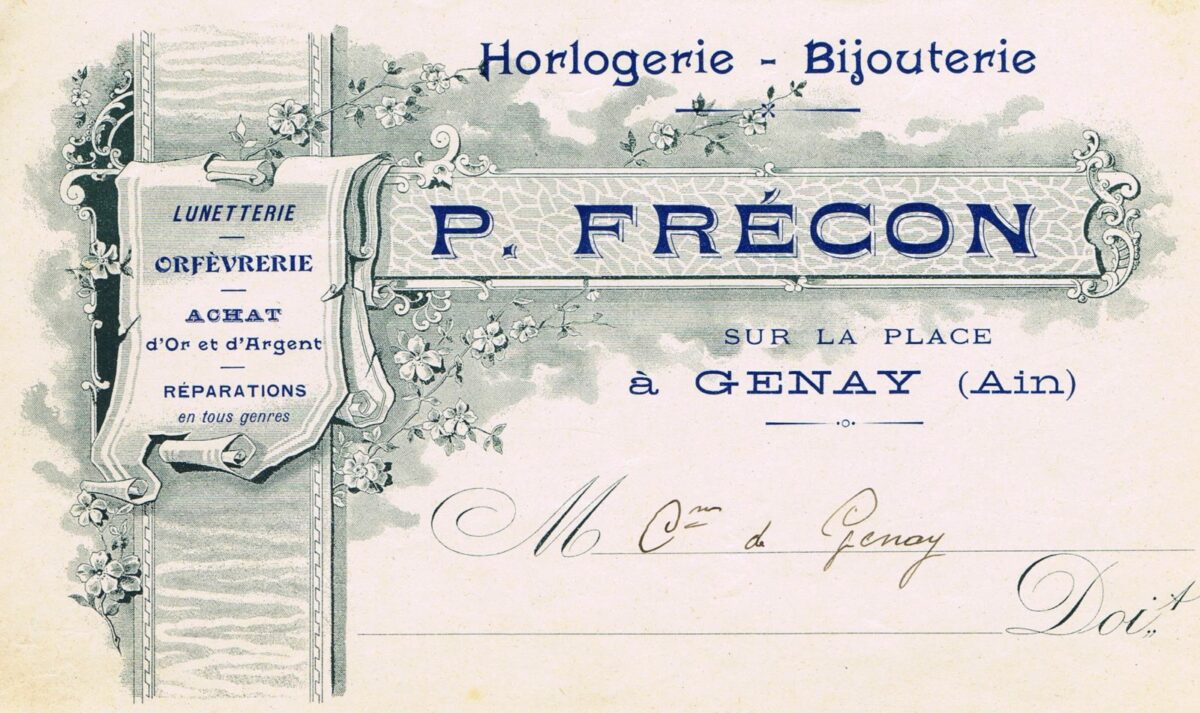 Horlogerie - Bijouterie
P. FRÉCON
SUR LA PLACE
à GENAY (Ain)
LUNETTERIE
ORFÈVRERIE
ACHAT
d'Or et d'Argent
RÉPARATIONS
en tous genres
M Cne de Genay
Doit